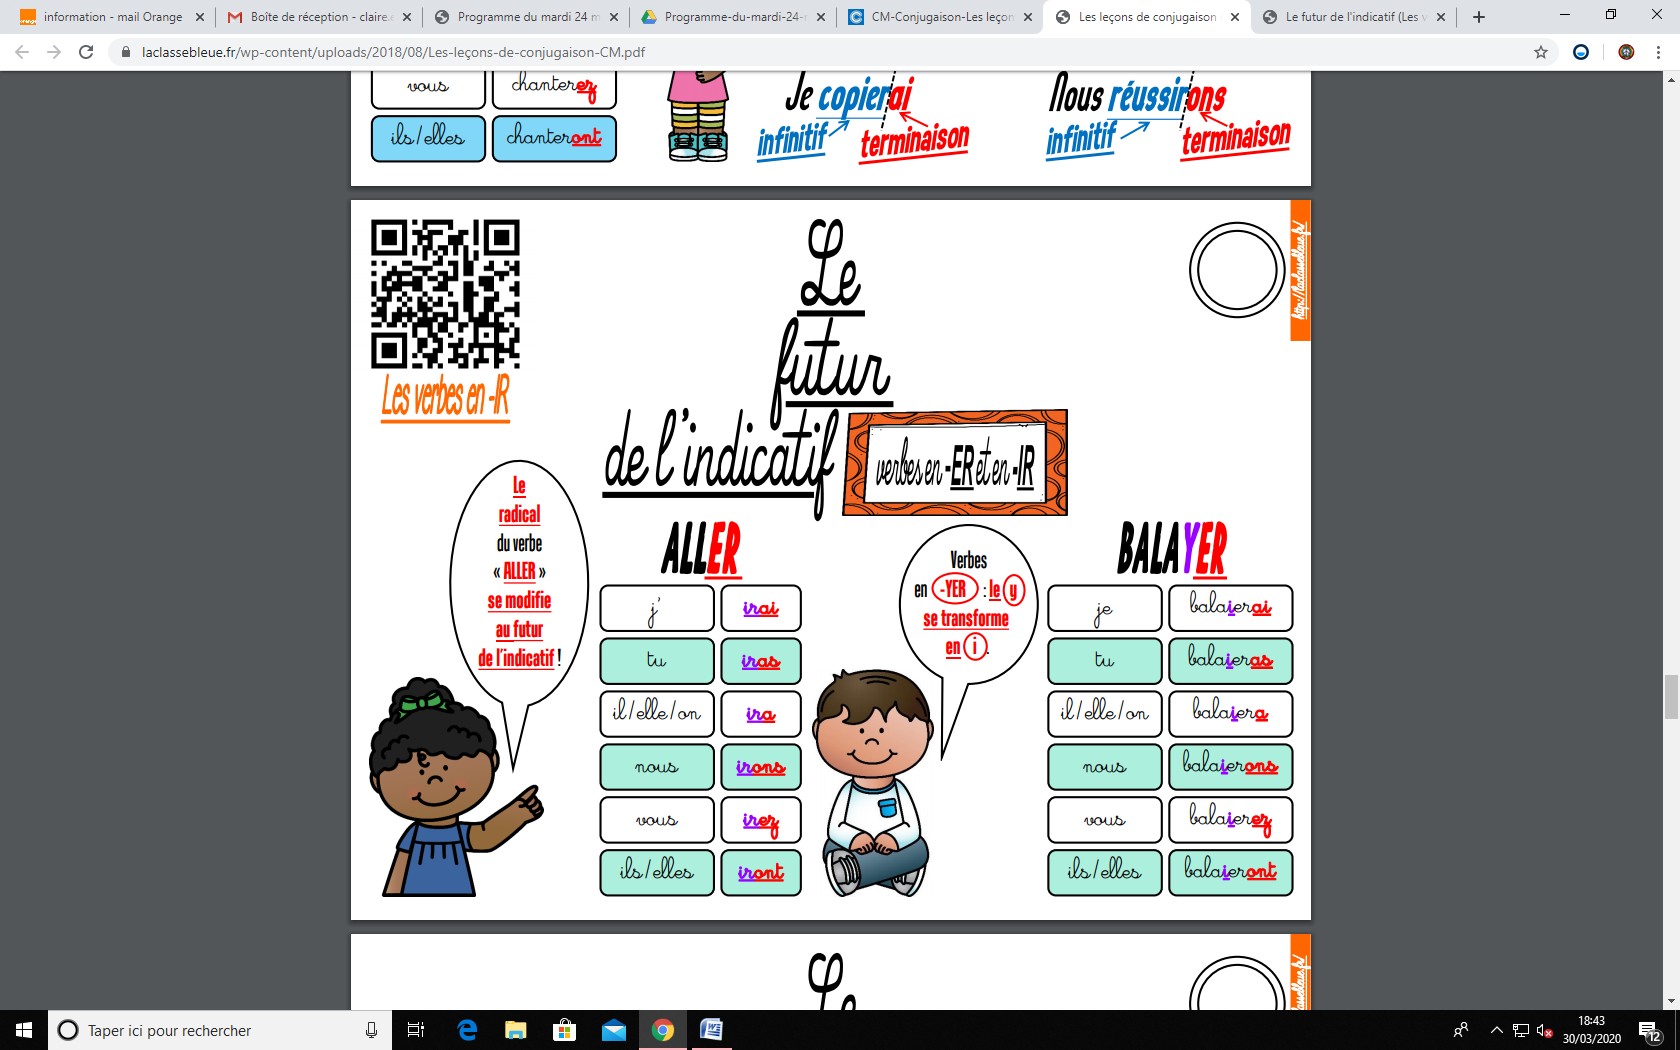 information - mail Orange
Boîte de réception - claire.
Programme du mardi 24 m
Programme-du-mardi-24-
CM-Conjugaison-Les leçon
Les leçons de conjugaison
Le futur de l'indicatif (Les v
laclassebleue.fr/wp-content/uploads/2018/08/Les-leçons-de-conjugaison-CM.pdf
vous chanterez
ils/elles chanteront
Je copierai
infinitif terminaison
Nous réussirons
infinitif terminaison
Le
futur
de l'indicatif
verbes en -ER et en -IR
http://laclassebleue.fr/
Les verbes en -IR
Le
radical
du verbe
« ALLER »
se modifie
au futur
de l'indicatif !
ALLER
j' irai
tu iras
il/elle/on ira
nous irons
vous irez
ils/elles iront
Verbes
en -YER : le y
se transforme
en i.
BALAYER
je balaierai
tu balaieras
il/elle/on balaiera
nous balaierons
vous balaierez
ils/elles balaieront
Le
Taper ici pour rechercher
18:43
30/03/2020
12